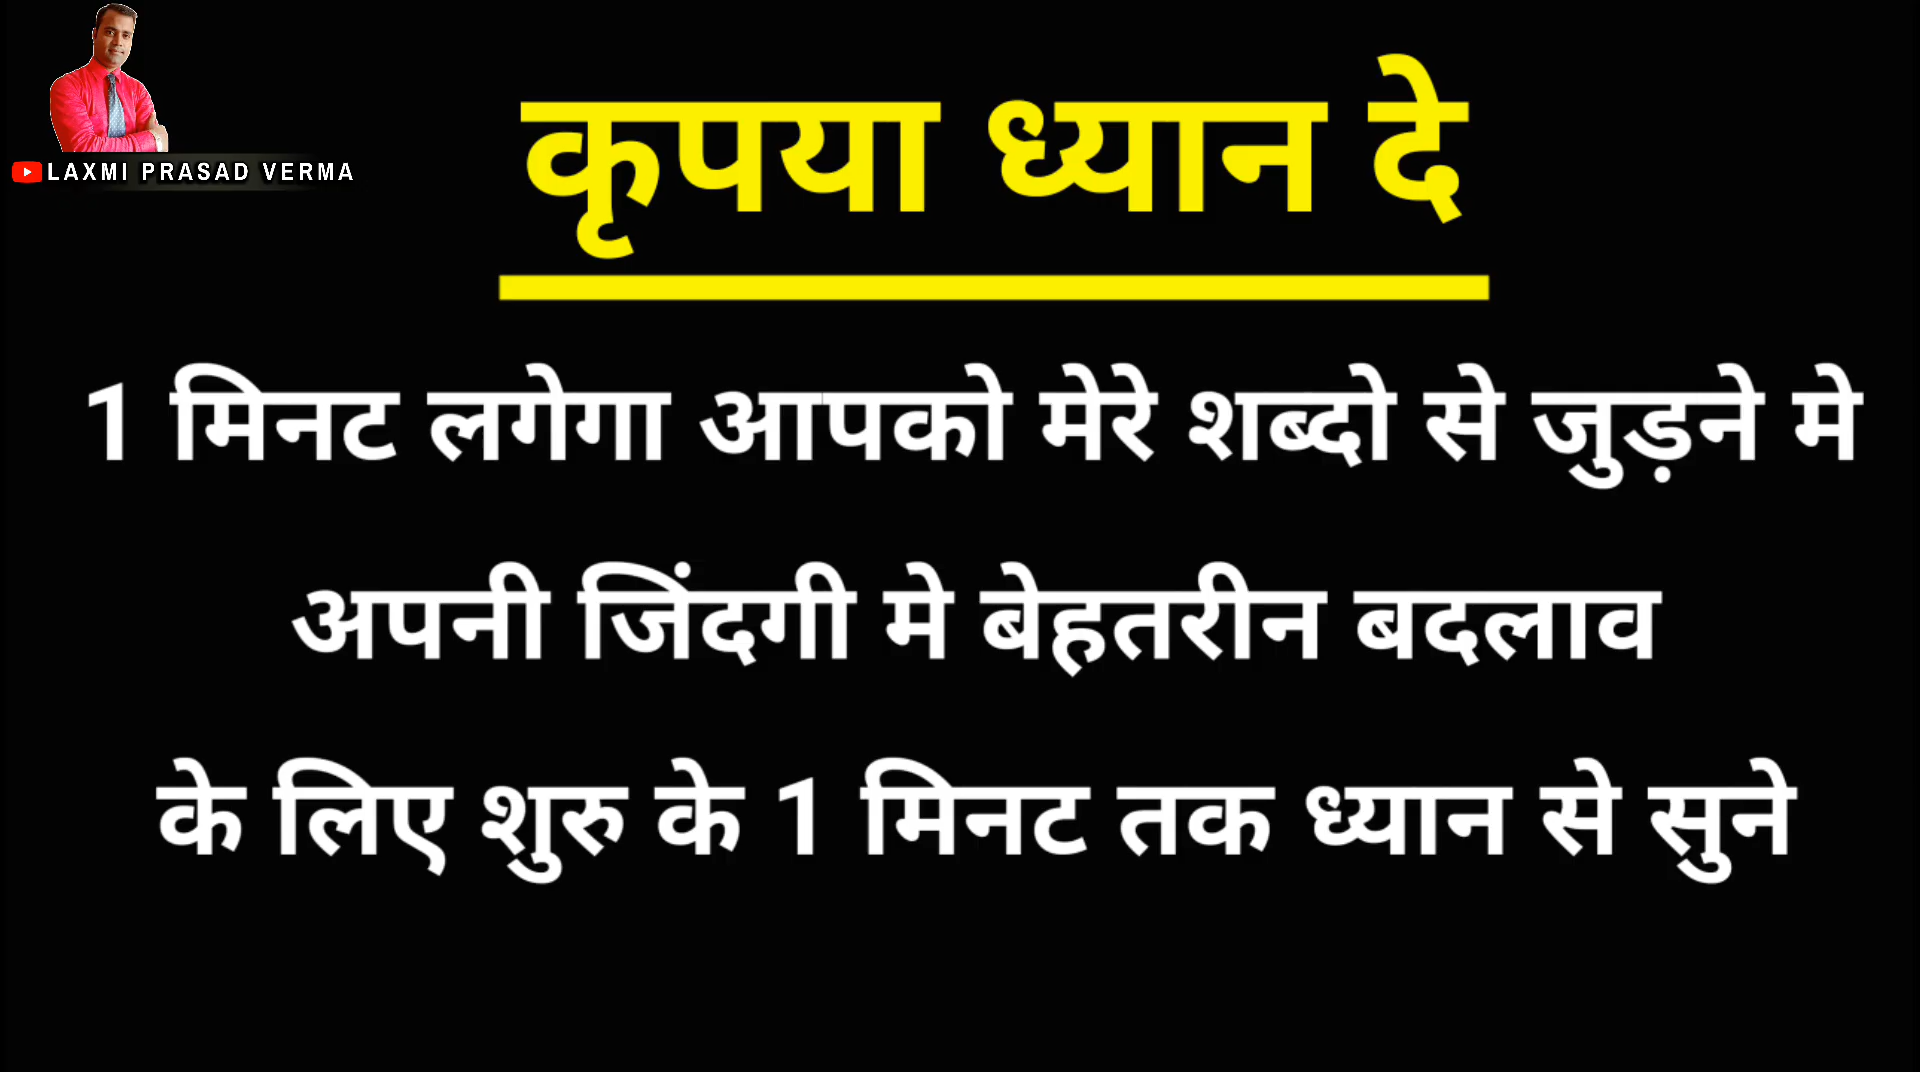 LAXMI PRASAD VERMA
कृपया ध्यान दे
1 मिनट लगेगा आपको मेरे शब्दो से जुड़ने मे
अपनी जिंदगी मे बेहतरीन बदलाव
के लिए शुरु के 1 मिनट तक ध्यान से सुने